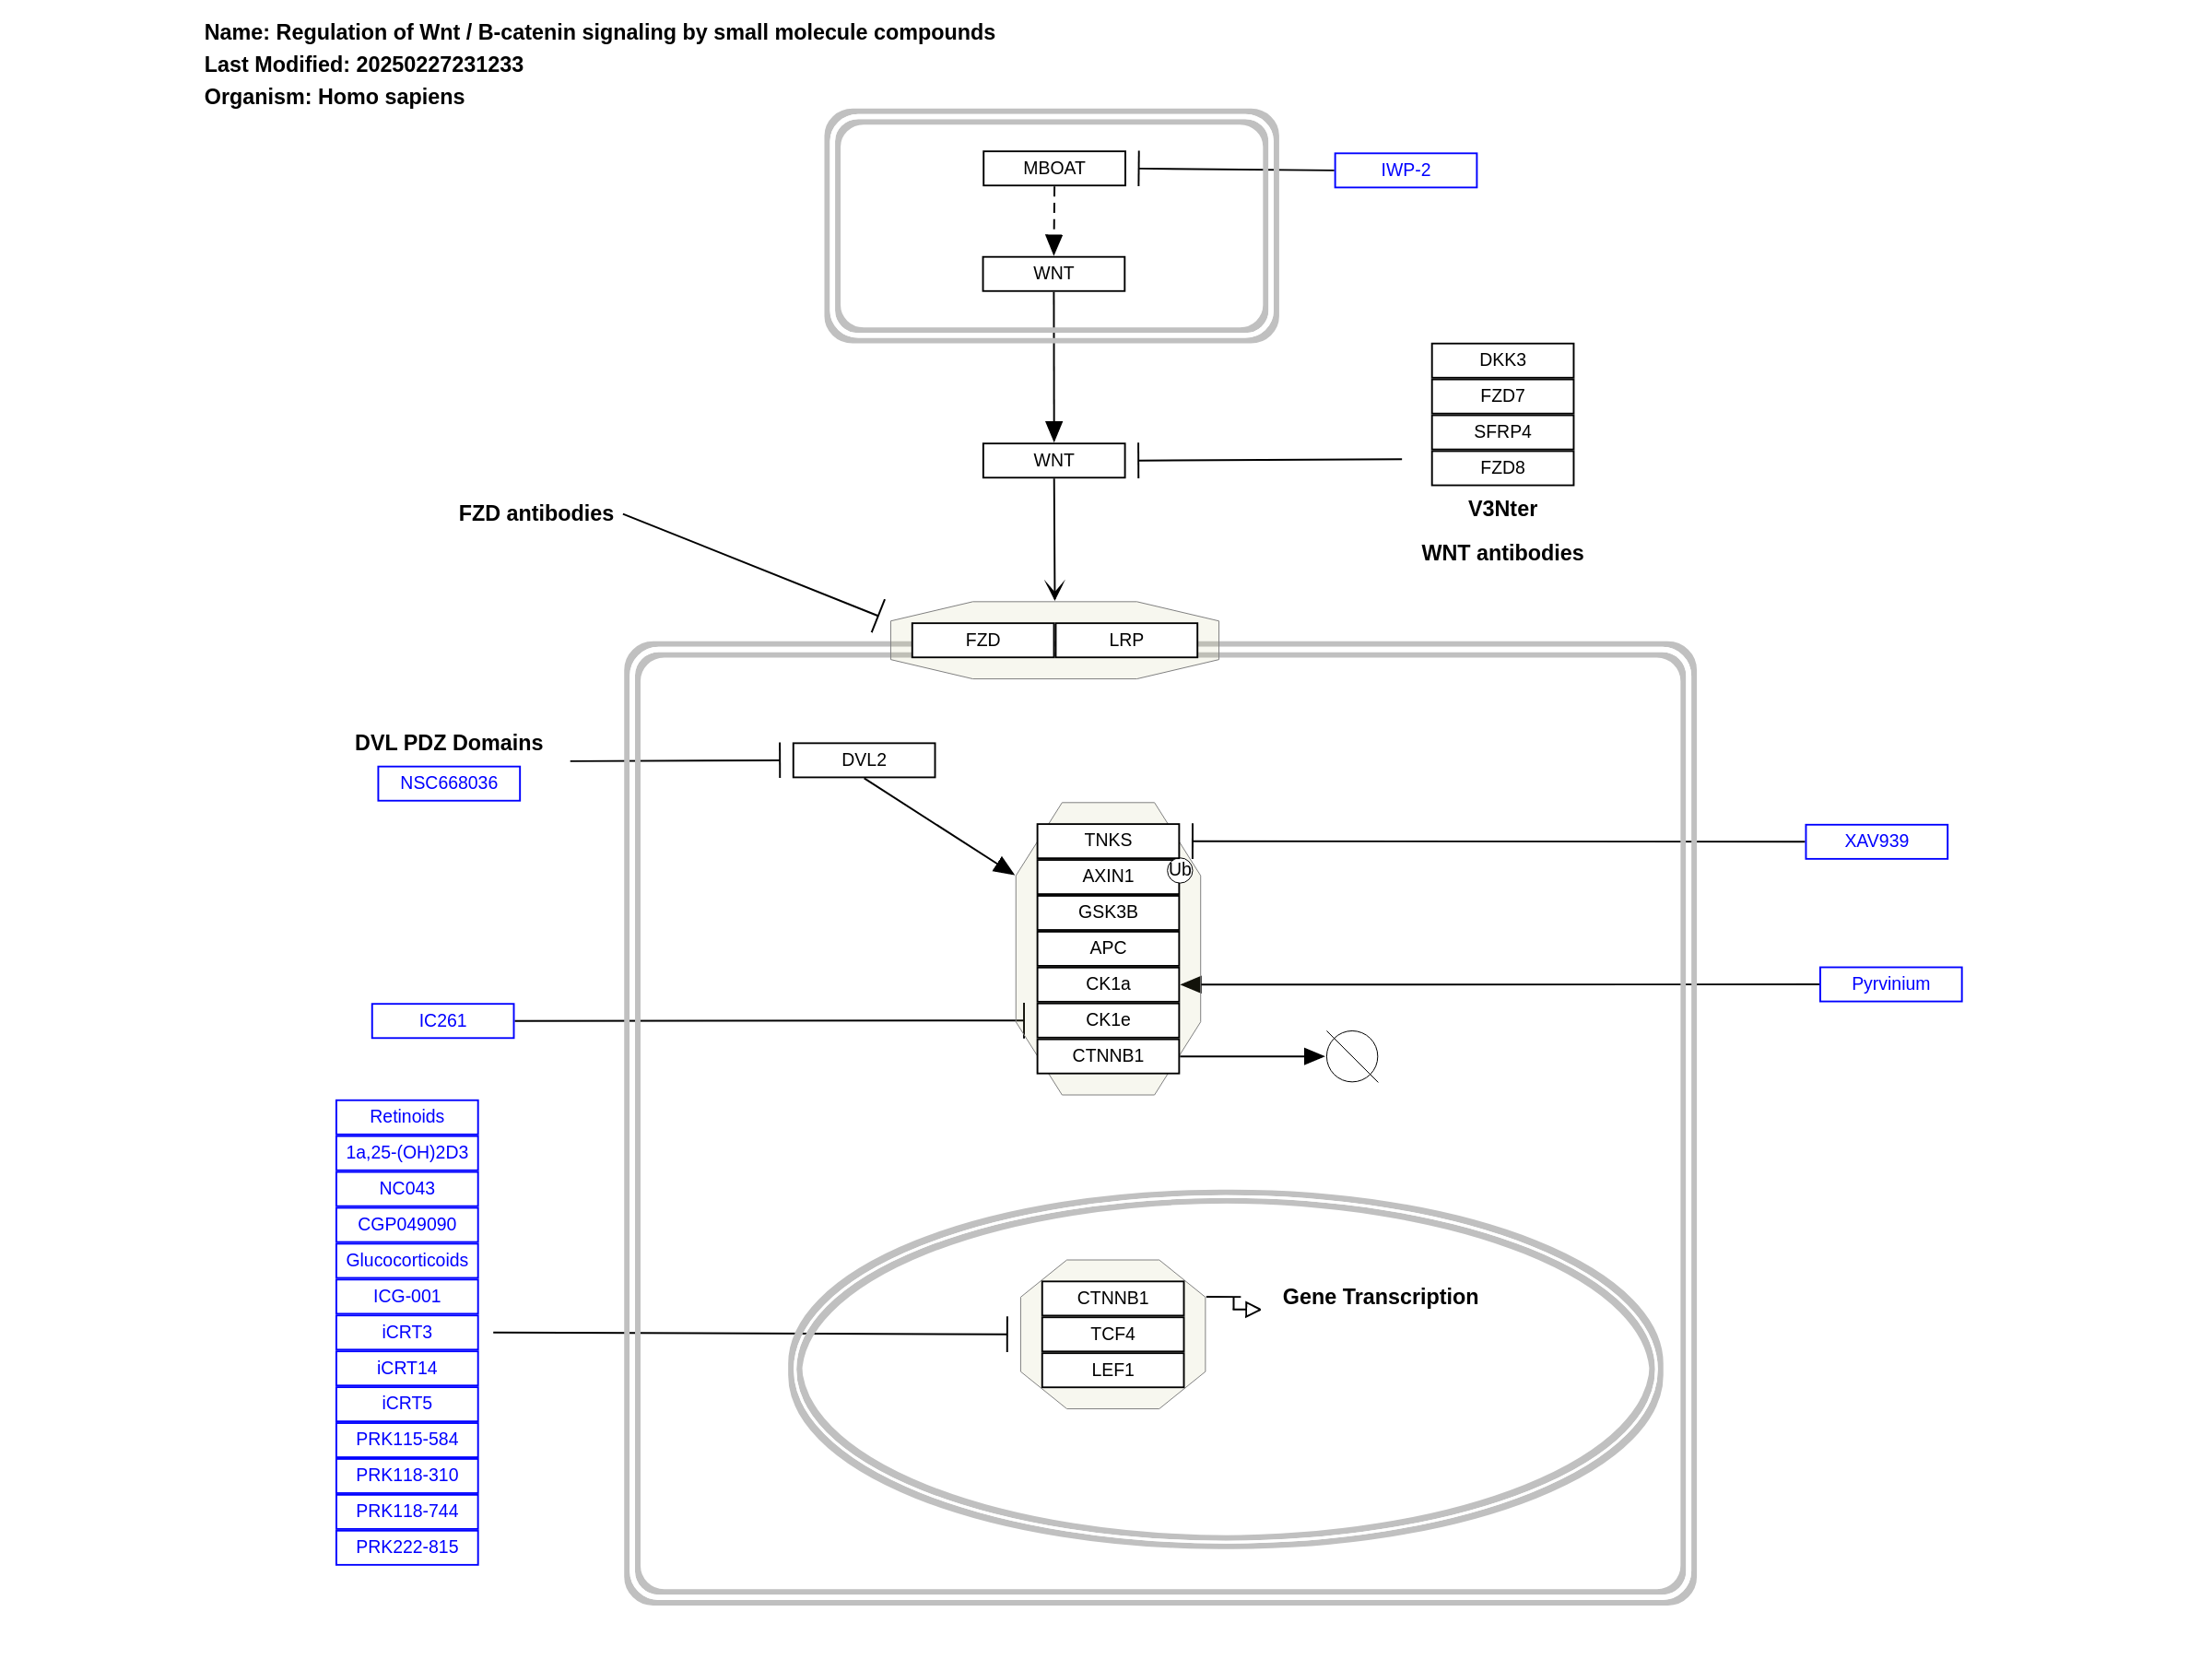 Name: Regulation of Wnt / B-catenin signaling by small molecule compounds
Last Modified: 20250227231233
Organism: Homo sapiens
MBOAT
IWP-2
WNT
DKK3
FZD7
SFRP4
FZD8
WNT
V3Nter
WNT antibodies
FZD antibodies
FZD
LRP
DVL PDZ Domains
NSC668036
DVL2
TNKS
AXIN1
Ub
GSK3B
APC
CK1a
CK1e
CTNNB1
XAV939
Pyrvinium
IC261
Retinoids
1a,25-(OH)2D3
NC043
CGP049090
Glucocorticoids
ICG-001
iCRT3
iCRT14
iCRT5
PRK115-584
PRK118-310
PRK118-744
PRK222-815
CTNNB1
TCF4
LEF1
Gene Transcription